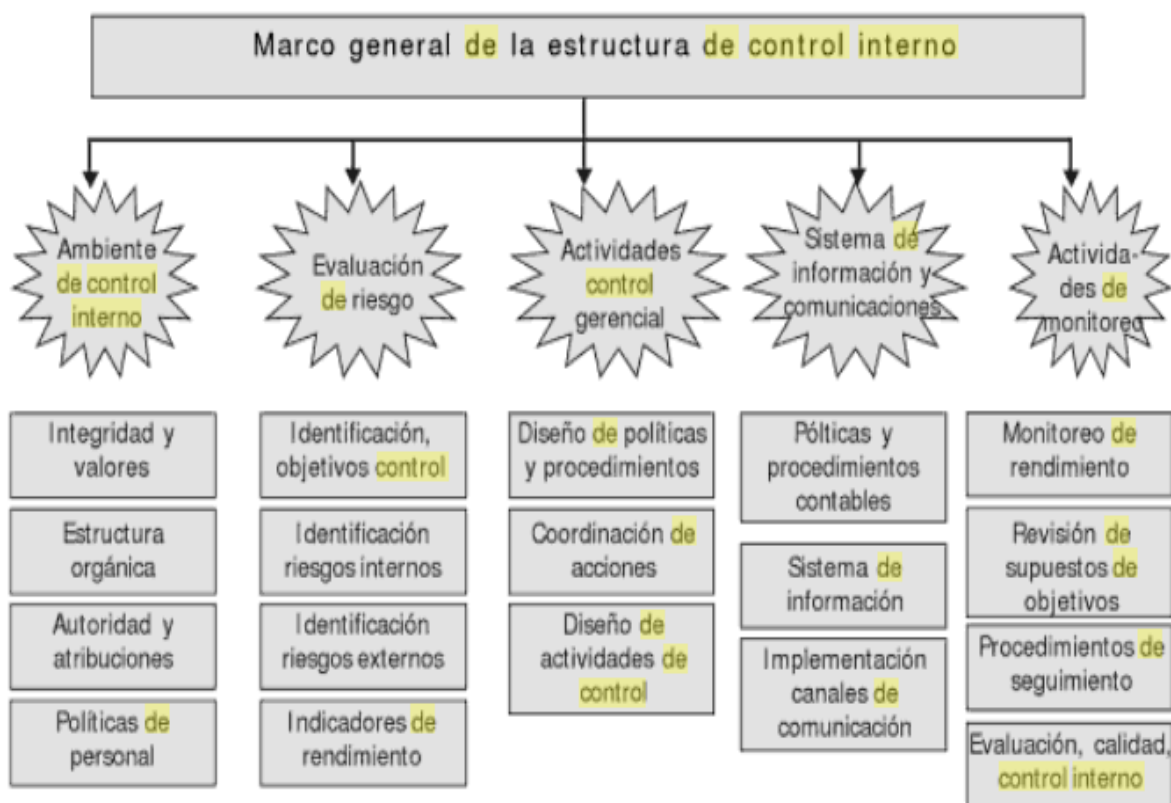 Marco general de la estructura de control interno
Ambiente
de control
interno
Evaluación
de riesgo
Actividades
control
gerencial
Sistema de
información y
comunicaciones
Activida-
des de
monitoreo
Integridad y
valores
Estructura
orgánica
Autoridad y
atribuciones
Políticas de
personal
Identificación,
objetivos control
Identificación
riesgos internos
Identificación
riesgos externos
Indicadores de
rendimiento
Diseño de políticas
y procedimientos
Coordinación de
acciones
Diseño de
actividades de
control
Pólticas y
procedimientos
contables
Sistema de
información
Implementación
canales de
comunicación
Monitoreo de
rendimiento
Revisión de
supuestos de
objetivos
Procedimientos de
seguimiento
Evaluación, calidad,
control interno